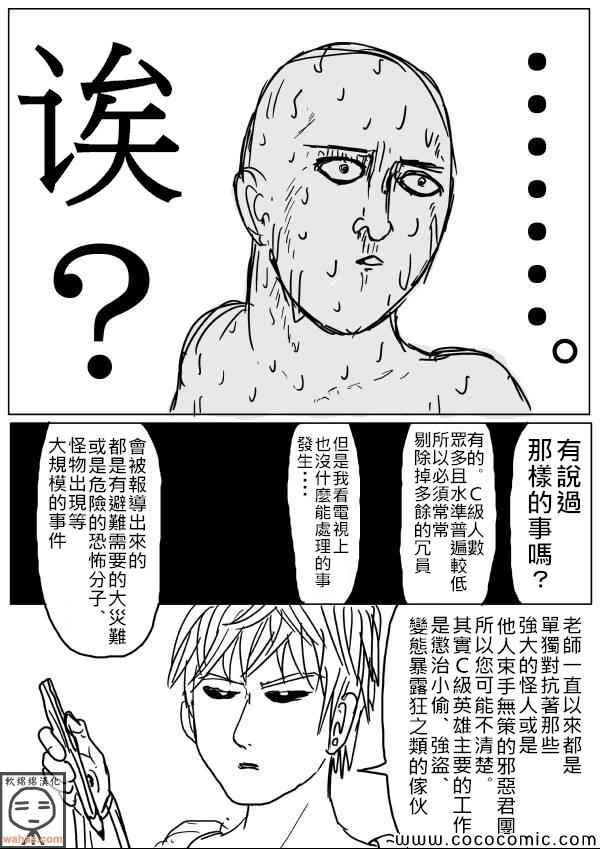 诶？
●●●●●●。
有說過
那樣的事嗎？
有的。C級人數
眾多且水準普遍較低
所以必須常常
剔除掉多餘的冗員
但是我看電視上
也沒什麼能處理的事
發生‥‥
會被報導出來的
都是有避難需要的大災難
或是危險的恐怖分子、
怪物出現等
大規模的事件
老師一直以來都是
單獨對抗著那些
強大的怪人或是
他人束手無策的邪惡君團
所以您可能不清楚。
其實C級英雄主要的工作
是懲治小偷、強盜、
變態暴露狂之類的傢伙
軟綿綿漢化
wahaa.com
www.cococomic.com